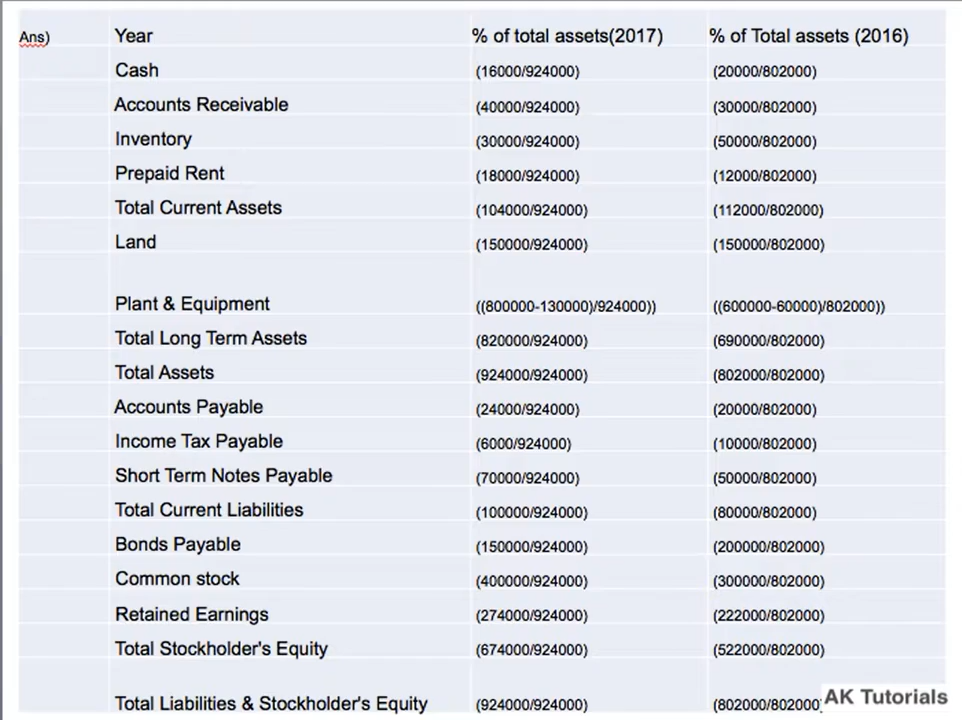 Ans) Year % of total assets(2017) % of Total assets (2016)
Cash (16000/924000) (20000/802000)
Accounts Receivable (40000/924000) (30000/802000)
Inventory (30000/924000) (50000/802000)
Prepaid Rent (18000/924000) (12000/802000)
Total Current Assets (104000/924000) (112000/802000)
Land (150000/924000) (150000/802000)
Plant & Equipment ((800000-130000)/924000)) ((600000-60000)/802000))
Total Long Term Assets (820000/924000) (690000/802000)
Total Assets (924000/924000) (802000/802000)
Accounts Payable (24000/924000) (20000/802000)
Income Tax Payable (6000/924000) (10000/802000)
Short Term Notes Payable (70000/924000) (50000/802000)
Total Current Liabilities (100000/924000) (80000/802000)
Bonds Payable (150000/924000) (200000/802000)
Common stock (400000/924000) (300000/802000)
Retained Earnings (274000/924000) (222000/802000)
Total Stockholder's Equity (674000/924000) (522000/802000)
Total Liabilities & Stockholder's Equity (924000/924000) (802000/802000)
AK Tutorials